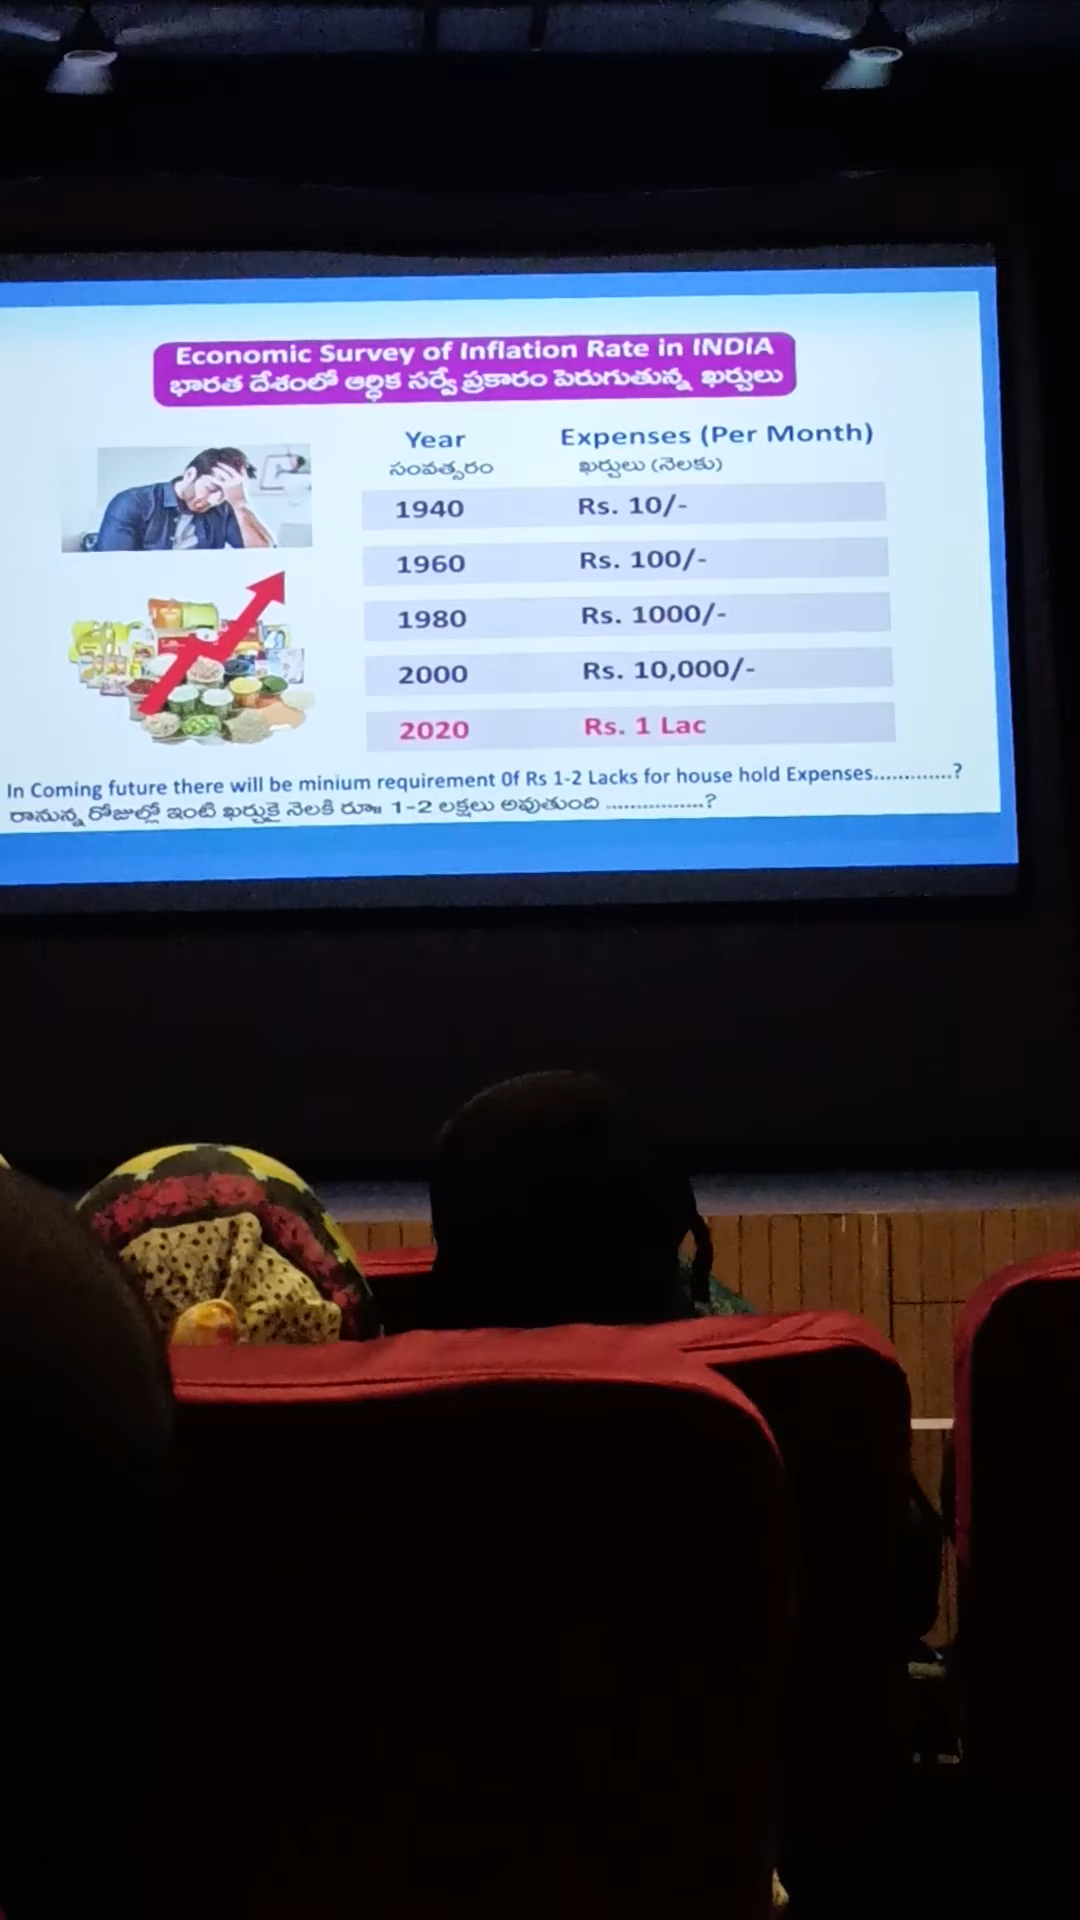 Economic Survey of Inflation Rate in INDIA
భారత దేశంలో ఆర్ధిక సర్వే ప్రకారం పెరుగుతున్న ఖర్చులు
Year Expenses (Per Month)
సంవత్సరం ఖర్చులు (నెలకు)
1940 Rs. 10/-
1960 Rs. 100/-
1980 Rs. 1000/-
2000 Rs. 10,000/-
2020 Rs. 1 Lac
In Coming future there will be minium requirement Of Rs 1-2 Lacks for house hold Expenses.............?
రానున్న రోజుల్లో ఇంటి ఖర్చుకై నెలకి రూ॥ 1-2 లక్షలు అవుతుంది ................?